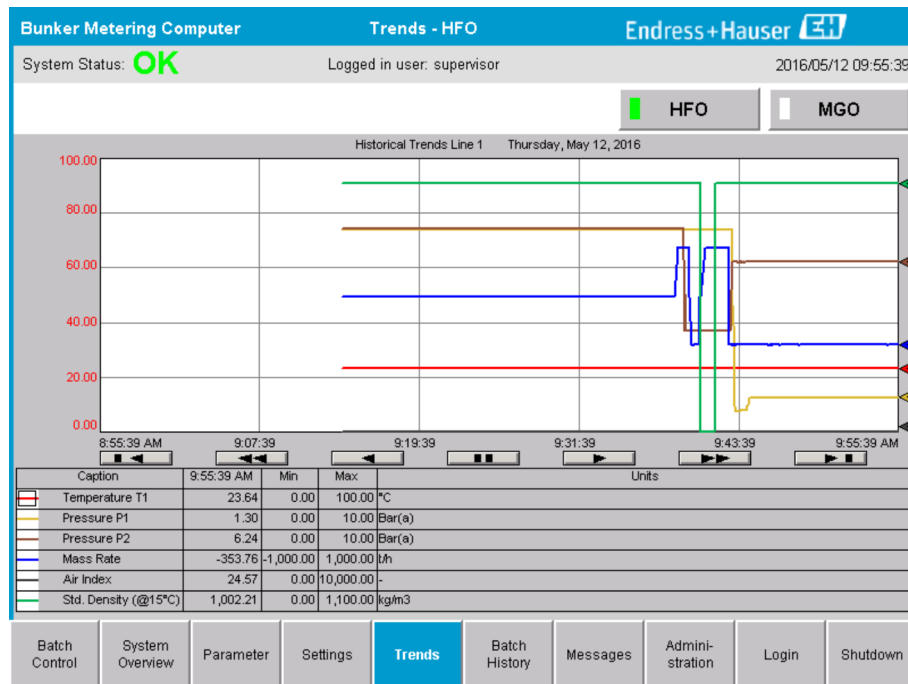 Bunker Metering Computer Trends - HFO Endress+Hauser EH
System Status: OK Logged in user: supervisor 2016/05/12 09:55:39
HFO MGO
Historical Trends Line 1 Thursday, May 12, 2016
100.00
80.00
60.00
40.00
20.00
0.00
8:55:39 AM 9:07:39 9:19:39 9:31:39 9:43:39 9:55:39 AM
Caption 9:55:39 AM Min Max Units
Temperature T1 23.64 0.00 100.00 °C
Pressure P1 1.30 0.00 10.00 Bar(a)
Pressure P2 6.24 0.00 10.00 Bar(a)
Mass Rate -353.76 -1,000.00 1,000.00 t/h
Air Index 24.57 0.00 10,000.00 -
Std. Density (@15°C) 1,002.21 0.00 1,100.00 kg/m3
Batch Control System Overview Parameter Settings Trends Batch History Messages Admini-stration Login Shutdown